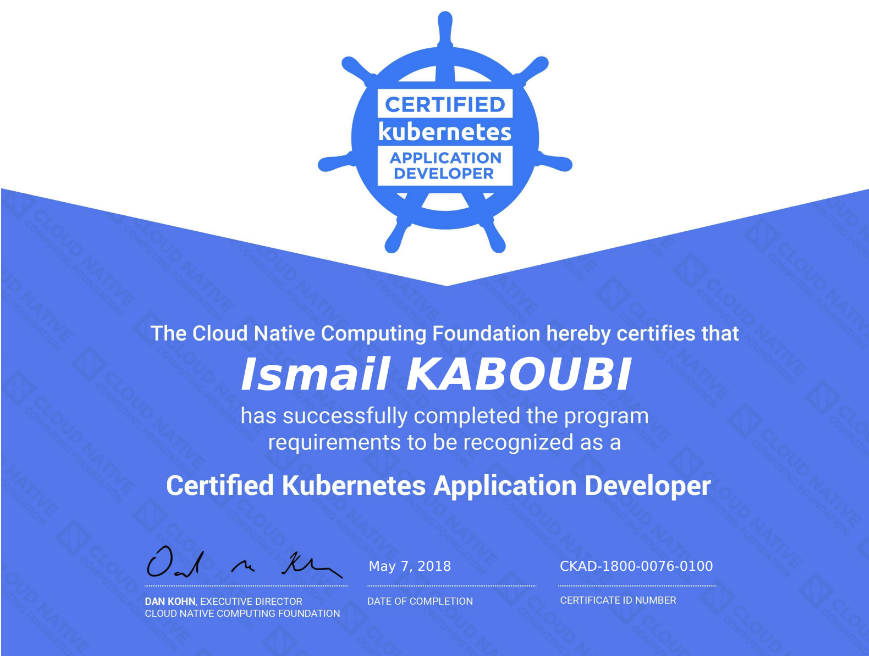 CERTIFIED
kubernetes
APPLICATION
DEVELOPER
The Cloud Native Computing Foundation hereby certifies that
Ismail KABOUBI
has successfully completed the program
requirements to be recognized as a
Certified Kubernetes Application Developer
May 7, 2018
CKAD-1800-0076-0100
DAN KOHN, EXECUTIVE DIRECTOR
CLOUD NATIVE COMPUTING FOUNDATION
DATE OF COMPLETION
CERTIFICATE ID NUMBER